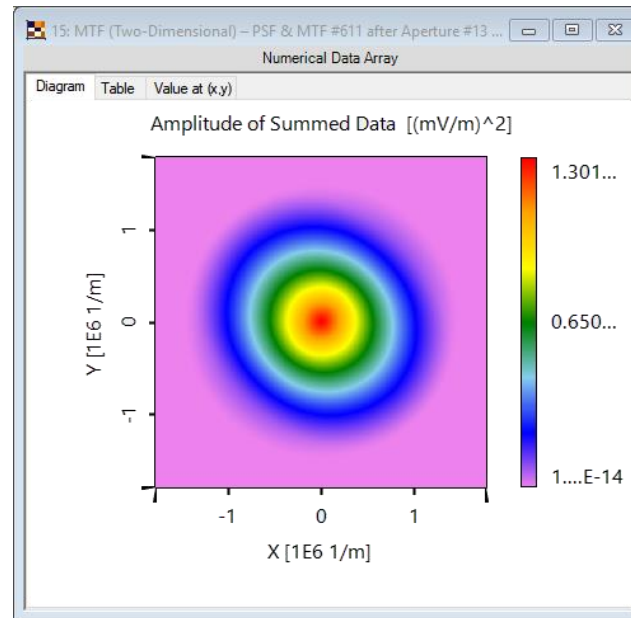 15: MTF (Two-Dimensional) – PSF & MTF #611 after Aperture #13 ...
Numerical Data Array
Diagram Table Value at (x,y)
Amplitude of Summed Data [(mV/m)^2]
1.301...
0.650...
1....E-14
Y [1E6 1/m]
1
0
-1
-1 0 1
X [1E6 1/m]